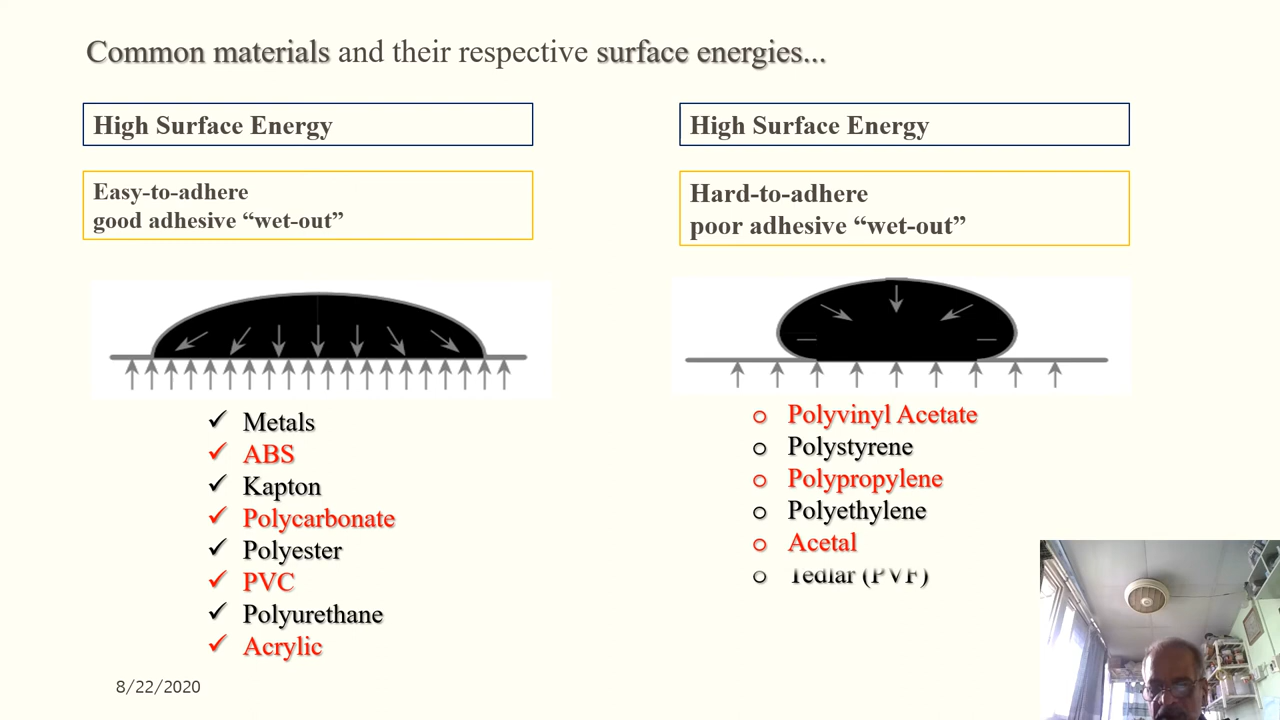 Common materials and their respective surface energies...
High Surface Energy
Easy-to-adhere
good adhesive “wet-out”
✓ Metals
✓ ABS
✓ Kapton
✓ Polycarbonate
✓ Polyester
✓ PVC
✓ Polyurethane
✓ Acrylic
High Surface Energy
Hard-to-adhere
poor adhesive “wet-out”
o Polyvinyl Acetate
o Polystyrene
o Polypropylene
o Polyethylene
o Acetal
o Tedlar (PVF)
8/22/2020